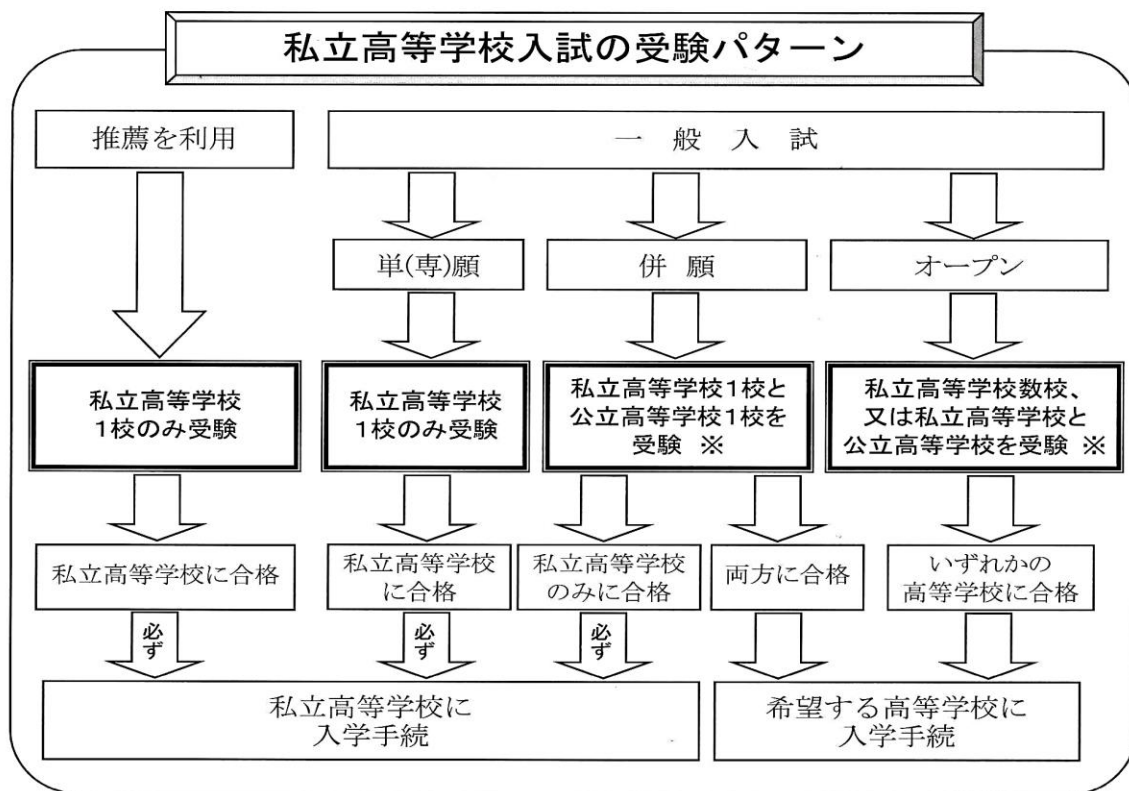 私立高等学校入試の受験パターン
推薦を利用
一般入試
単(専)願
併願
オープン
私立高等学校
1校のみ受験
私立高等学校
1校のみ受験
私立高等学校1校と
公立高等学校1校を
受験 ※
私立高等学校数校、
又は私立高等学校と
公立高等学校を受験 ※
私立高等学校に合格
私立高等学校
に合格
私立高等学校
のみに合格
両方に合格
いずれかの
高等学校に合格
必ず
必ず
必ず
私立高等学校に
入学手続
希望する高等学校に
入学手続